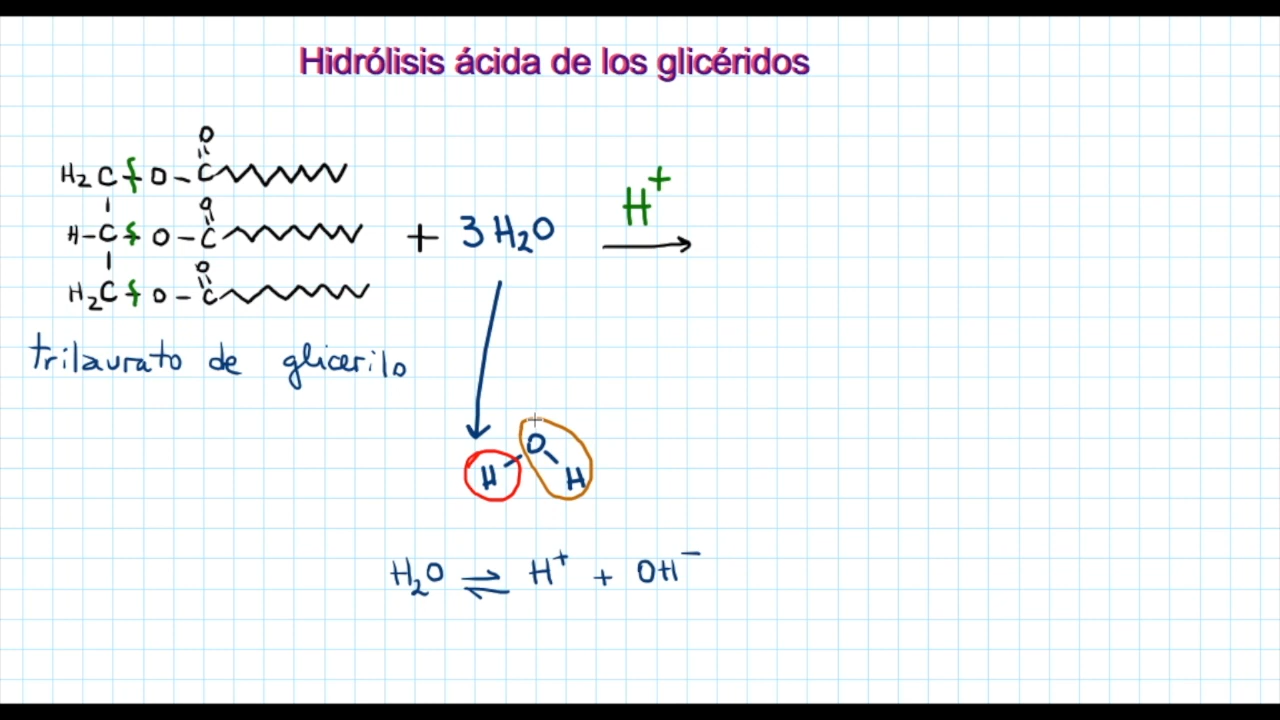 Hidrólisis ácida de los glicéridos
O
H₂C - O - C
H - C - O - C + 3 H₂O H⁺ →
O
O
H₂C - O - C
trilaurato de glicerilo
O
H H
H₂O ⇌ H⁺ + OH⁻